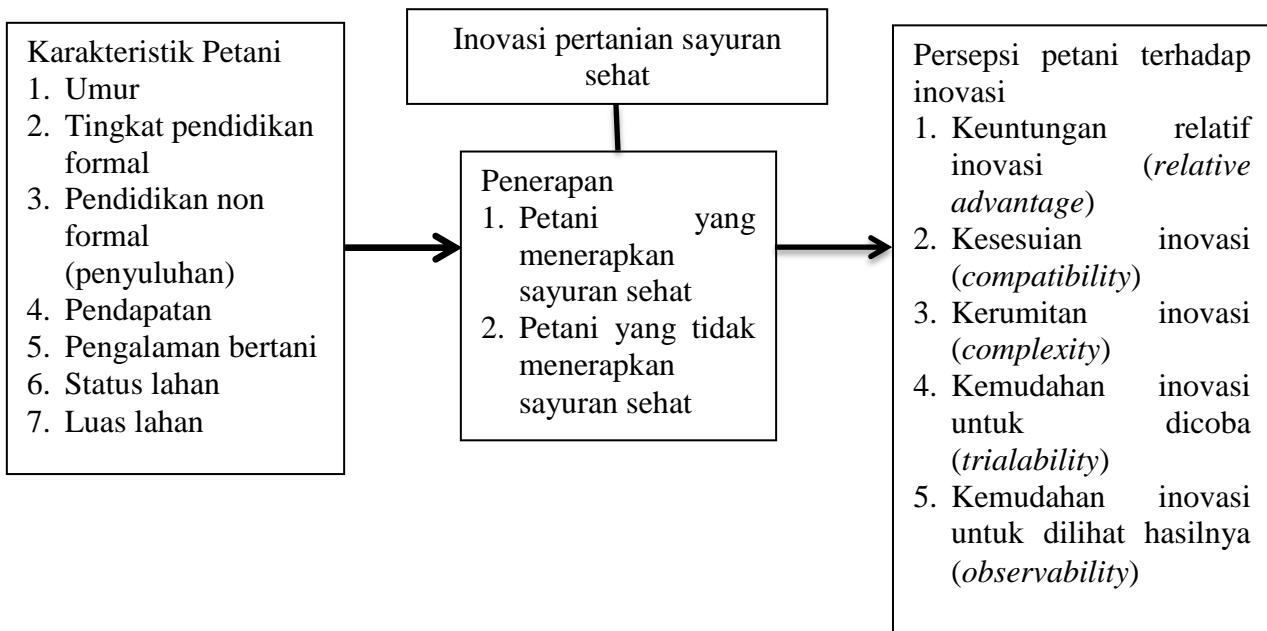 Karakteristik Petani
1. Umur
2. Tingkat pendidikan
formal
3. Pendidikan non
formal
(penyuluhan)
4. Pendapatan
5. Pengalaman bertani
6. Status lahan
7. Luas lahan
Inovasi pertanian sayuran
sehat
Penerapan
1. Petani yang
menerapkan
sayuran sehat
2. Petani yang tidak
menerapkan
sayuran sehat
Persepsi petani terhadap
inovasi
1. Keuntungan relatif
inovasi (relative
advantage)
2. Kesesuian inovasi
(compatibility)
3. Kerumitan inovasi
(complexity)
4. Kemudahan inovasi
untuk dicoba
(trialability)
5. Kemudahan inovasi
untuk dilihat hasilnya
(observability)